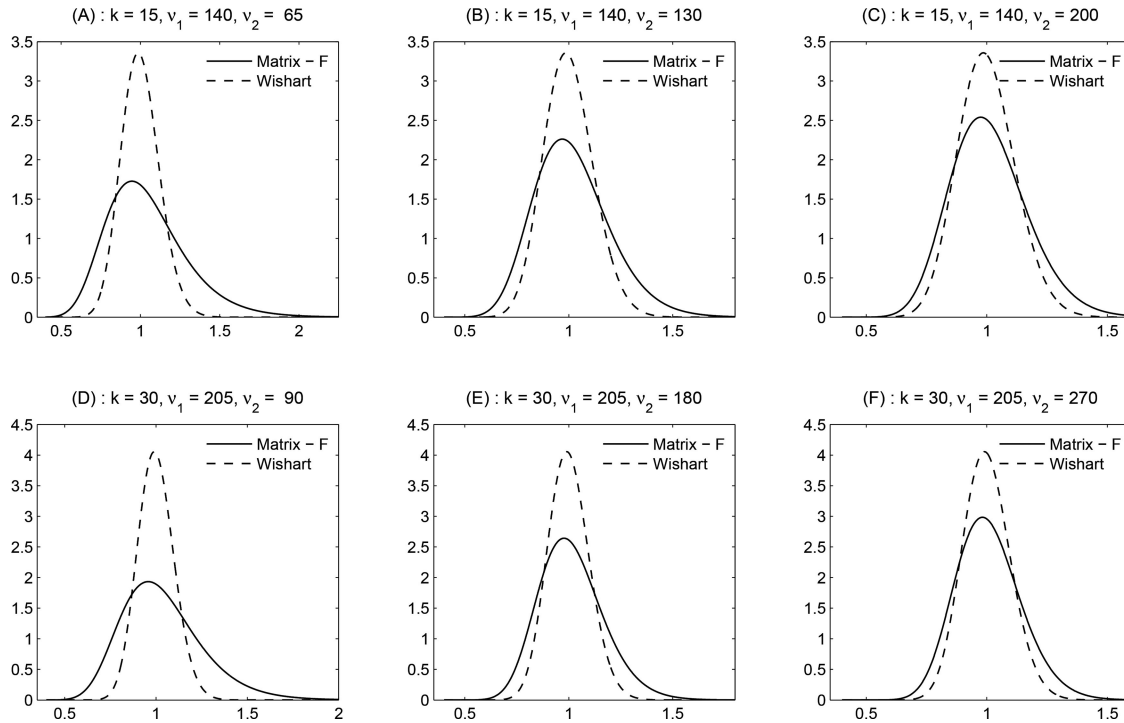 (A) : k = 15, ν1 = 140, ν2 = 65
3.5
3
2.5
2
1.5
1
0.5
0
0.5 1 1.5 2
Matrix − F
Wishart
(B) : k = 15, ν1 = 140, ν2 = 130
3.5
3
2.5
2
1.5
1
0.5
0
0.5 1 1.5
Matrix − F
Wishart
(C) : k = 15, ν1 = 140, ν2 = 200
3.5
3
2.5
2
1.5
1
0.5
0
0.5 1 1.5
Matrix − F
Wishart
(D) : k = 30, ν1 = 205, ν2 = 90
4.5
4
3.5
3
2.5
2
1.5
1
0.5
0
0.5 1 1.5 2
Matrix − F
Wishart
(E) : k = 30, ν1 = 205, ν2 = 180
4.5
4
3.5
3
2.5
2
1.5
1
0.5
0
0.5 1 1.5
Matrix − F
Wishart
(F) : k = 30, ν1 = 205, ν2 = 270
4.5
4
3.5
3
2.5
2
1.5
1
0.5
0
0.5 1 1.5
Matrix − F
Wishart